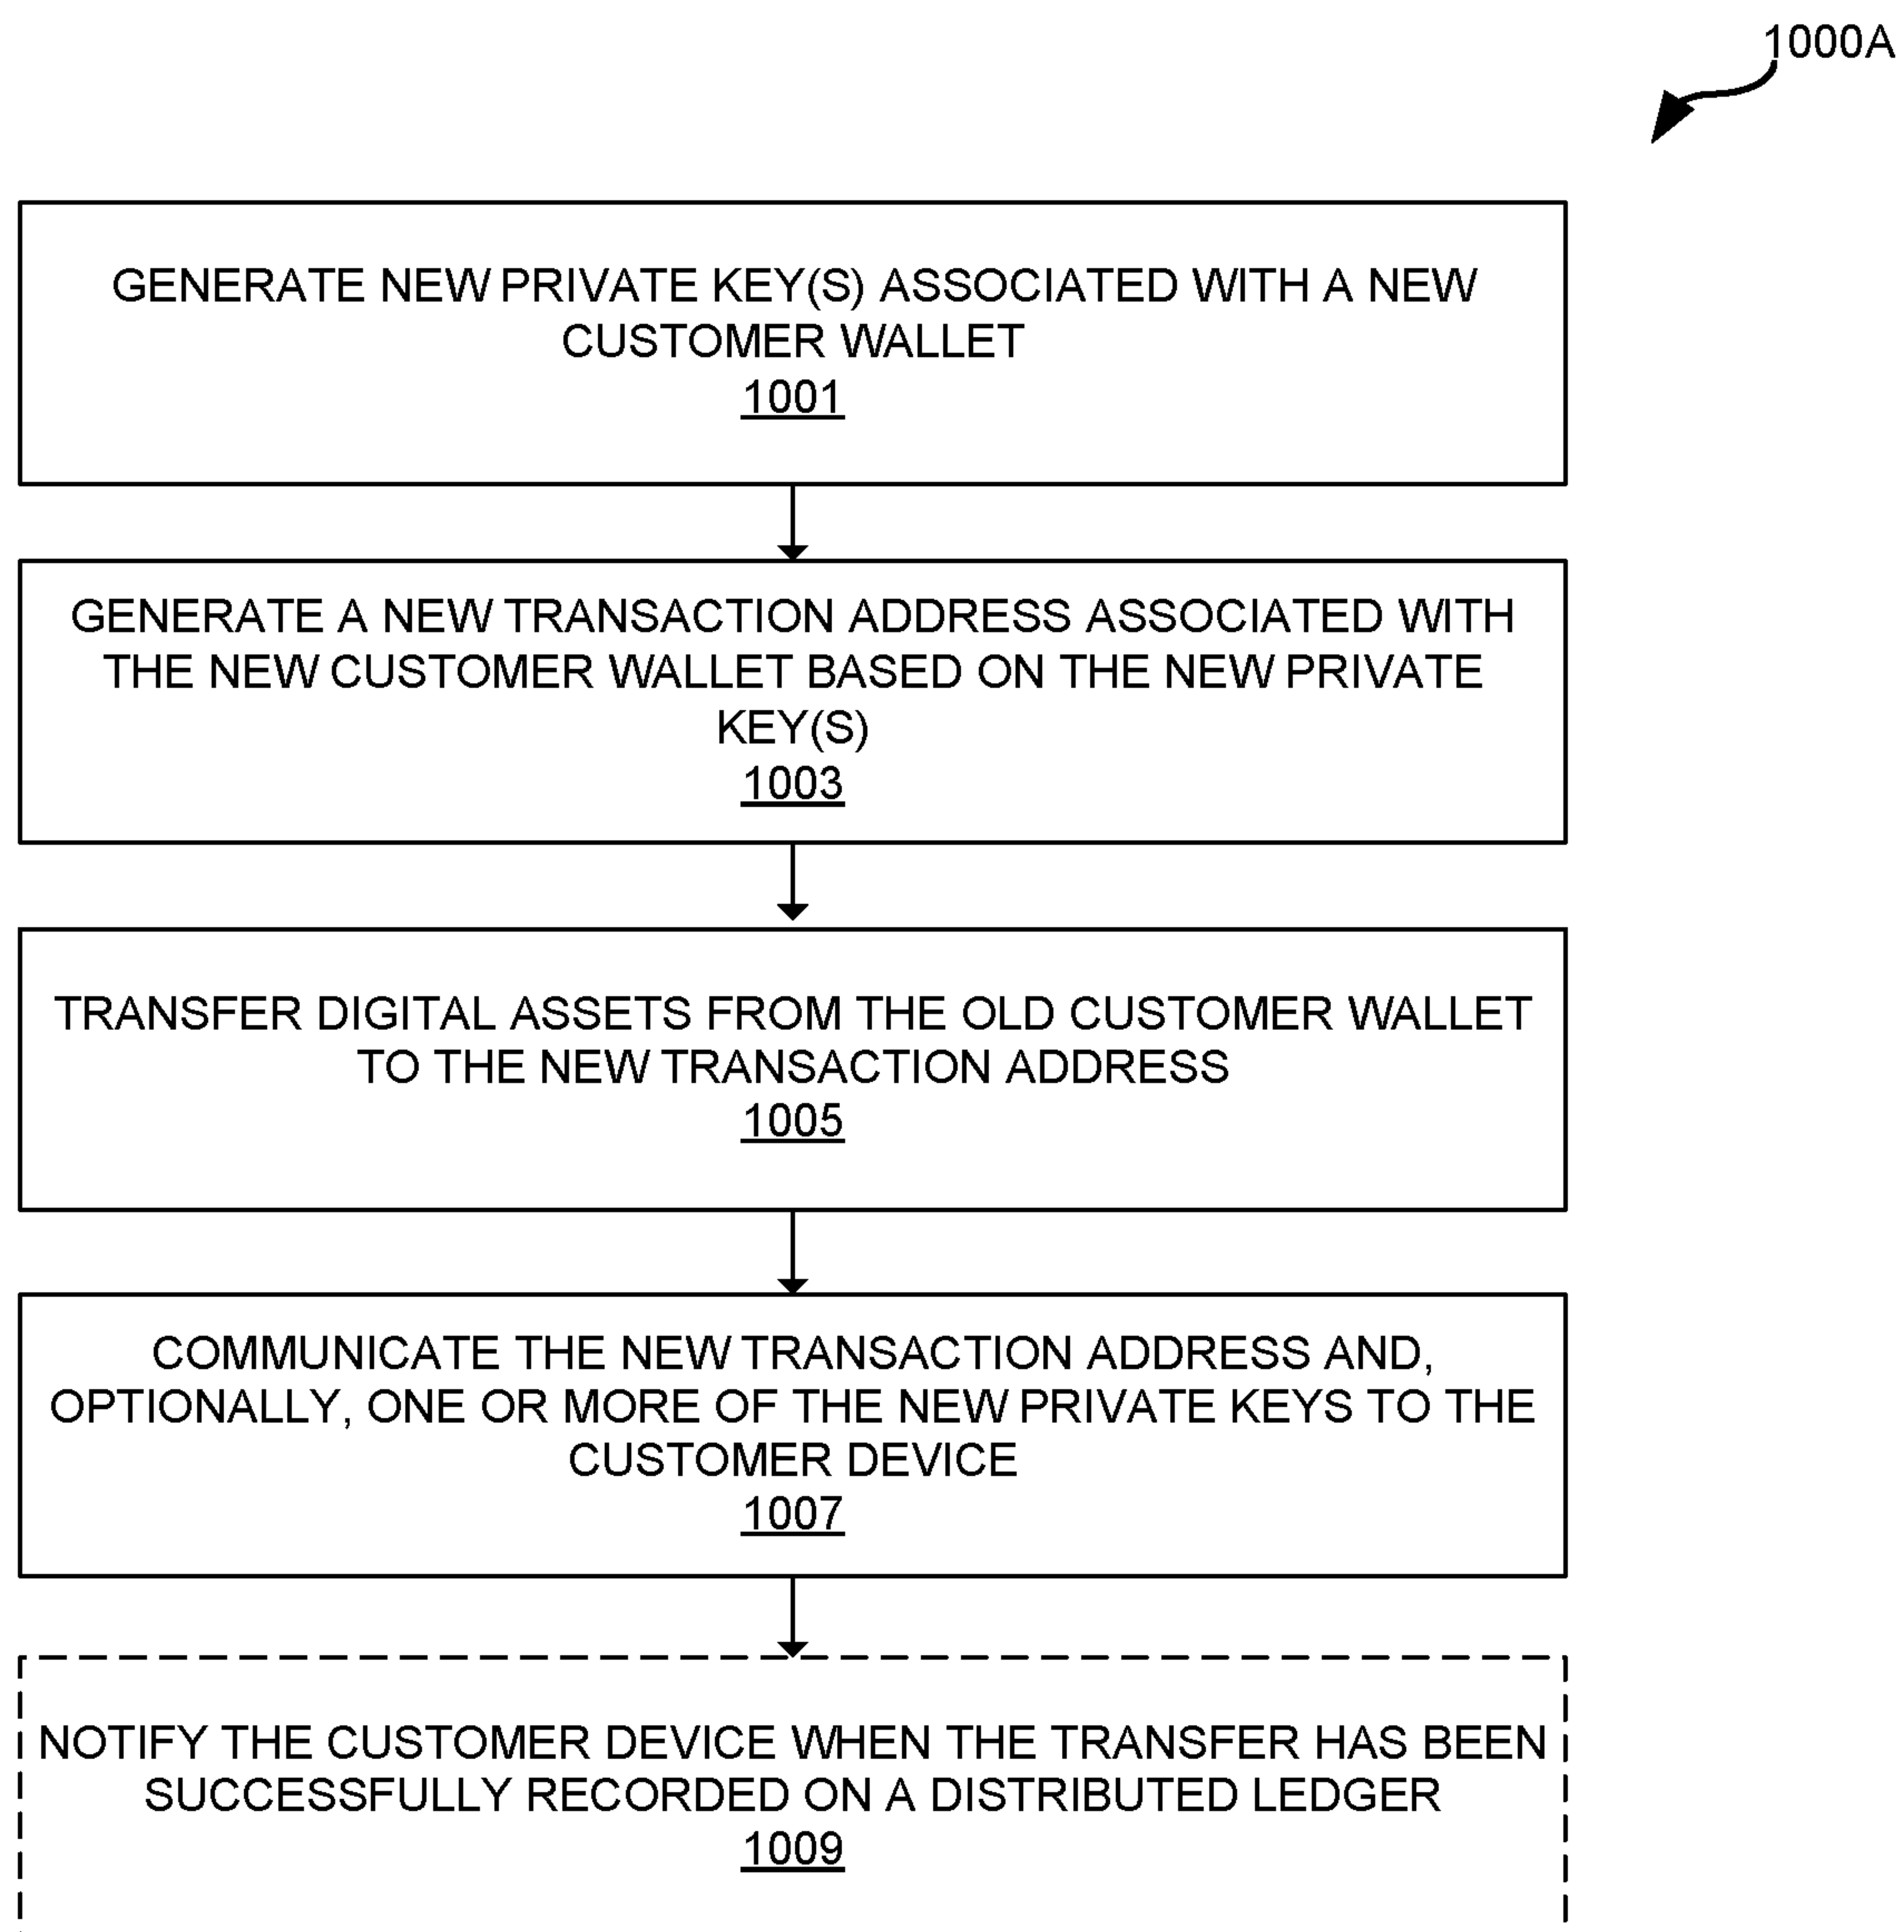 1000A
GENERATE NEW PRIVATE KEY(S) ASSOCIATED WITH A NEW
CUSTOMER WALLET
1001
GENERATE A NEW TRANSACTION ADDRESS ASSOCIATED WITH
THE NEW CUSTOMER WALLET BASED ON THE NEW PRIVATE
KEY(S)
1003
TRANSFER DIGITAL ASSETS FROM THE OLD CUSTOMER WALLET
TO THE NEW TRANSACTION ADDRESS
1005
COMMUNICATE THE NEW TRANSACTION ADDRESS AND,
OPTIONALLY, ONE OR MORE OF THE NEW PRIVATE KEYS TO THE
CUSTOMER DEVICE
1007
NOTIFY THE CUSTOMER DEVICE WHEN THE TRANSFER HAS BEEN
SUCCESSFULLY RECORDED ON A DISTRIBUTED LEDGER
1009